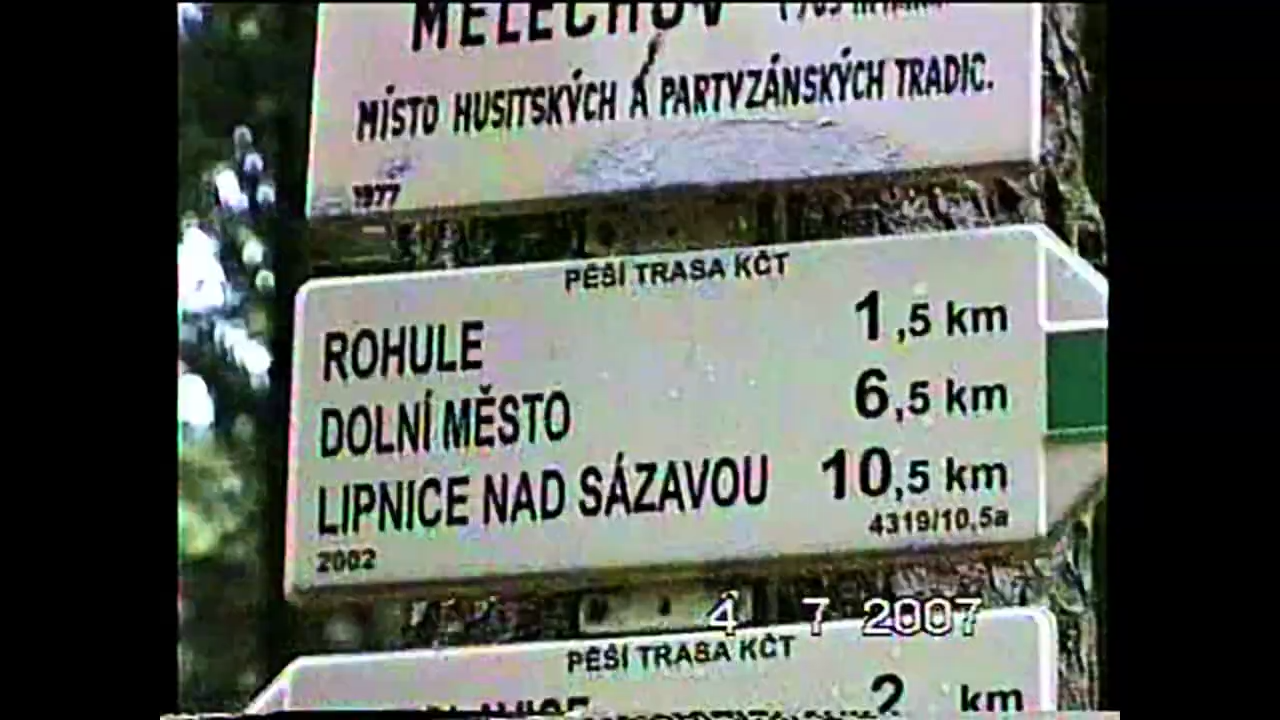 MELECHOV
MÍSTO HUSITSKÝCH A PARTYZÁNSKÝCH TRADIC.
1977
PĚŠÍ TRASA KČT
ROHULE 1,5 km
DOLNÍ MĚSTO 6,5 km
LIPNICE NAD SÁZAVOU 10,5 km
4319/10,5a
2002
4 7 2007
PĚŠÍ TRASA KČT
2 km